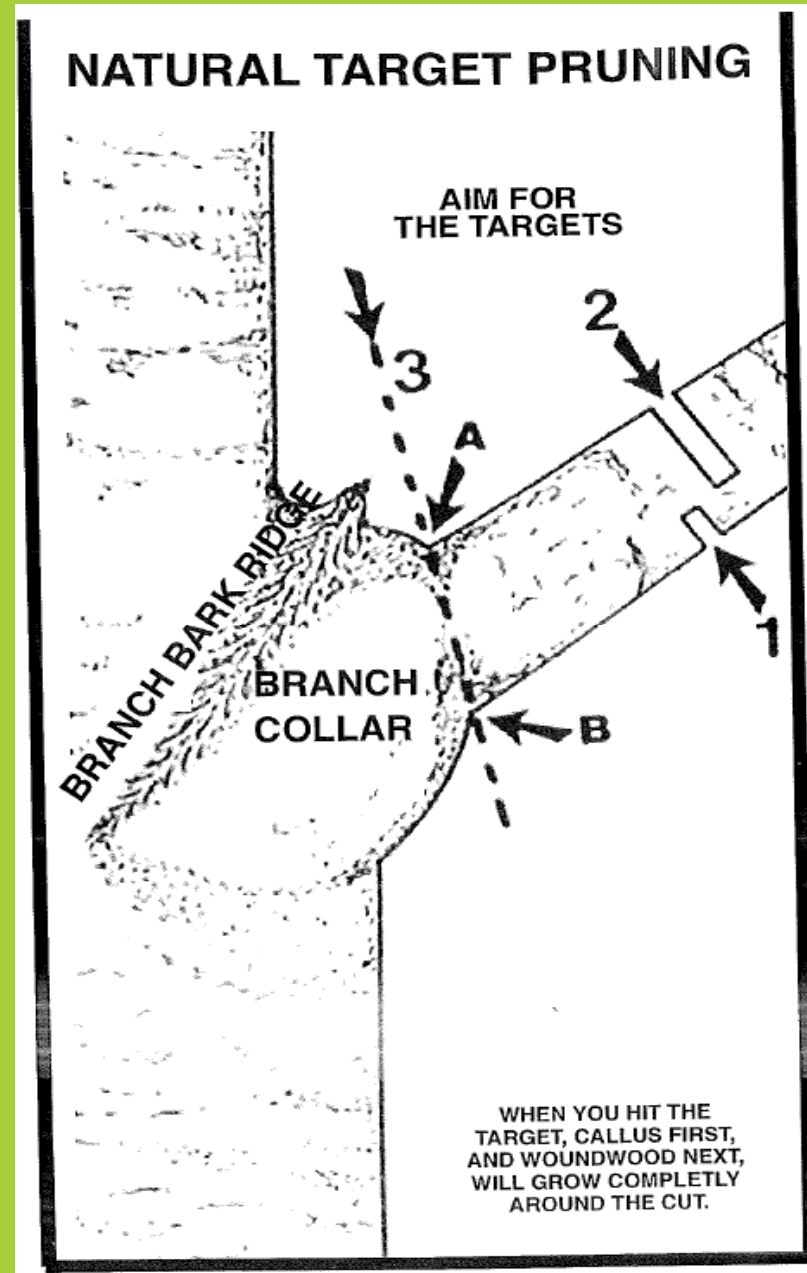 NATURAL TARGET PRUNING
AIM FOR
THE TARGETS
2
3
A
1
BRANCH BARK RIDGE
BRANCH
COLLAR
B
WHEN YOU HIT THE
TARGET, CALLUS FIRST,
AND WOUNDWOOD NEXT,
WILL GROW COMPLETLY
AROUND THE CUT.